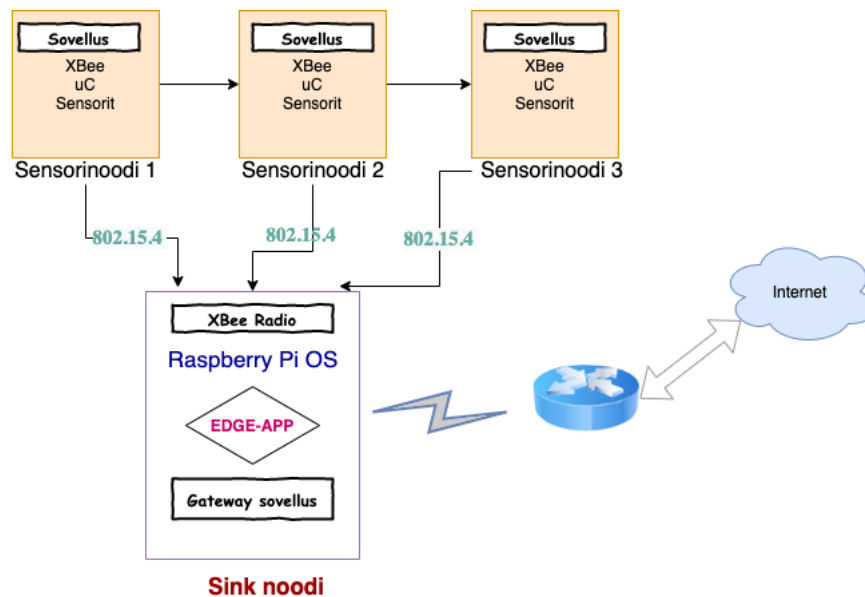 Sovellus
XBee
uC
Sensorit
Sensorinoodi 1
Sovellus
XBee
uC
Sensorit
Sensorinoodi 2
Sovellus
XBee
uC
Sensorit
Sensorinoodi 3
802.15.4
802.15.4
802.15.4
XBee Radio
Raspberry Pi OS
EDGE-APP
Gateway sovellus
Sink noodi
Internet